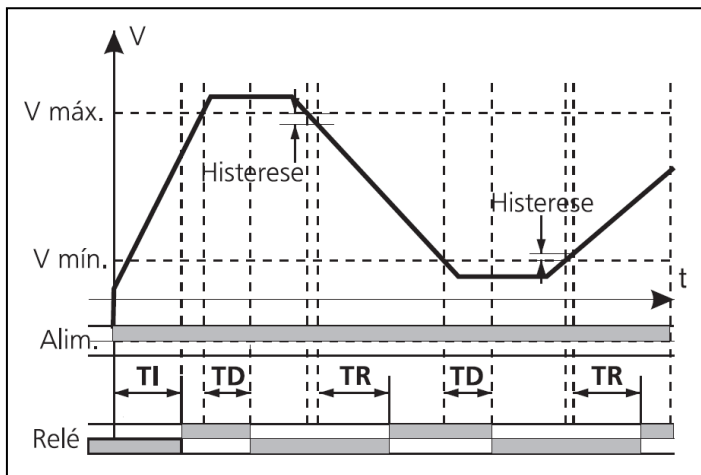 V
V máx.
Histerese
Histerese
V mín.
t
Alim.
TI TD TR TD TR
Relé